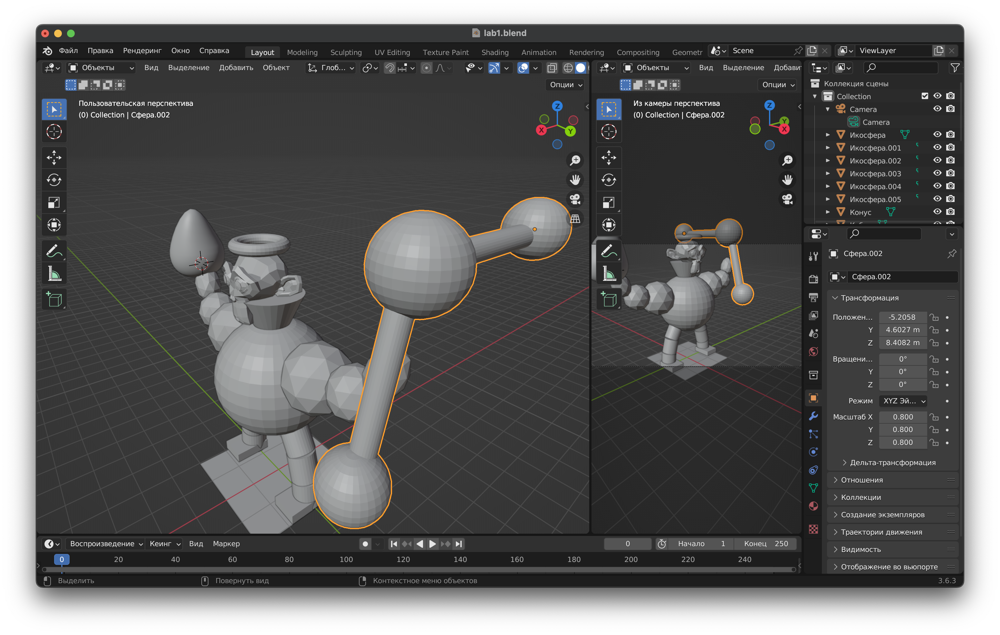 lab1.blend
Файл Правка Рендеринг Окно Справка Layout Modeling Sculpting UV Editing Texture Paint Shading Animation Rendering Compositing Geometr Scene ViewLayer
Объекты Вид Выделение Добавить Объект Глоб...
Опции
Пользовательская перспектива
(0) Collection | Сфера.002
Z
X
Y
Объекты Вид Выделение Добави
Опции
Из камеры перспектива
(0) Collection | Сфера.002
Z
Y
X
Коллекция сцены
Collection
Camera
Camera
Икосфера
Икосфера.001
Икосфера.002
Икосфера.003
Икосфера.004
Икосфера.005
Конус
Сфера.002
Сфера.002
Трансформация
Положен... -5.2058
Y 4.6027 m
Z 8.4082 m
Вращени... 0°
Y 0°
Z 0°
Режим XYZ Эй...
Масштаб X 0.800
Y 0.800
Z 0.800
Дельта-трансформация
Отношения
Коллекции
Создание экземпляров
Траектории движения
Видимость
Отображение во вьюпорте
Воспроизведение Кеинг Вид Маркер 0 Начало 1 Конец 250
0 20 40 60 80 100 120 140 160 180 200 220 240
Выделить Повернуть вид Контекстное меню объектов 3.6.3